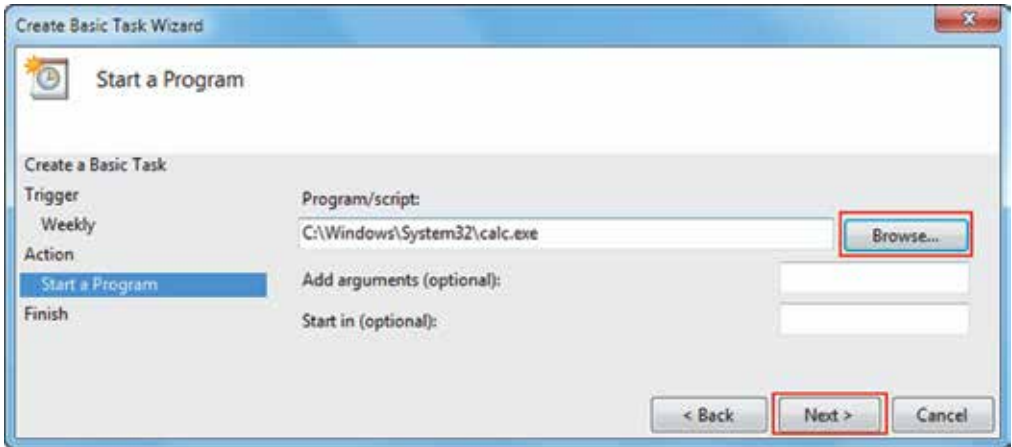 Create Basic Task Wizard
Start a Program
Create a Basic Task
Trigger
Program/script:
Weekly
C:\Windows\System32\calc.exe
Browse...
Action
Start a Program
Add arguments (optional):
Finish
Start in (optional):
< Back
Next >
Cancel